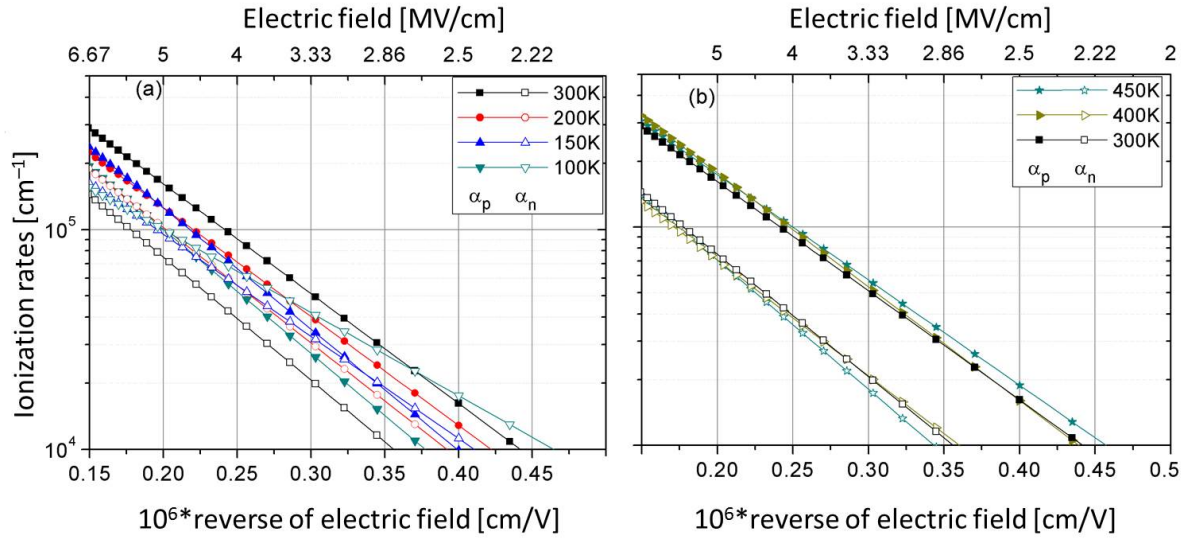 Electric field [MV/cm]
6.67 5 4 3.33 2.86 2.5 2.22
(a)
300K
200K
150K
100K
αp αn
Ionization rates [cm⁻¹]
10⁵
10⁴
0.15 0.20 0.25 0.30 0.35 0.40 0.45
10⁶*reverse of electric field [cm/V]
Electric field [MV/cm]
5 4 3.33 2.86 2.5 2.22 2
(b)
450K
400K
300K
αp αn
0.20 0.25 0.30 0.35 0.40 0.45 0.5
10⁶*reverse of electric field [cm/V]